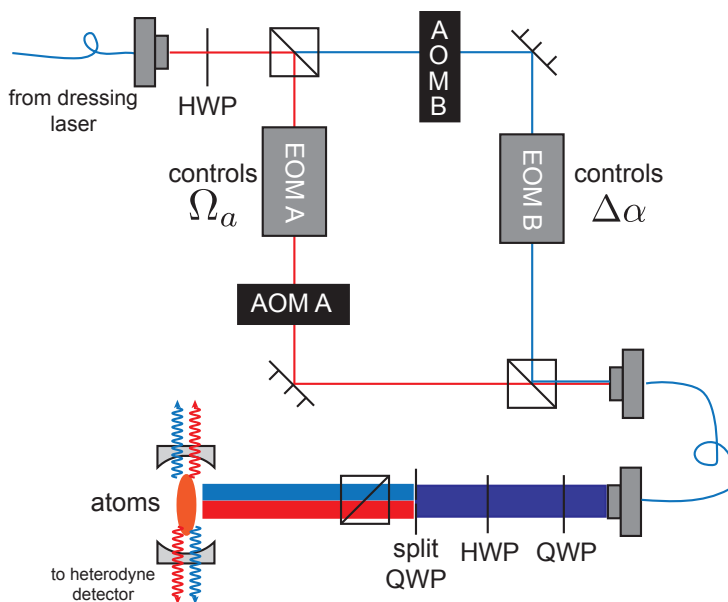 from dressing
laser
HWP
AOMB
controls
Ωₐ
EOM A
EOM B
controls
Δα
AOM A
atoms
to heterodyne
detector
split
QWP
HWP
QWP